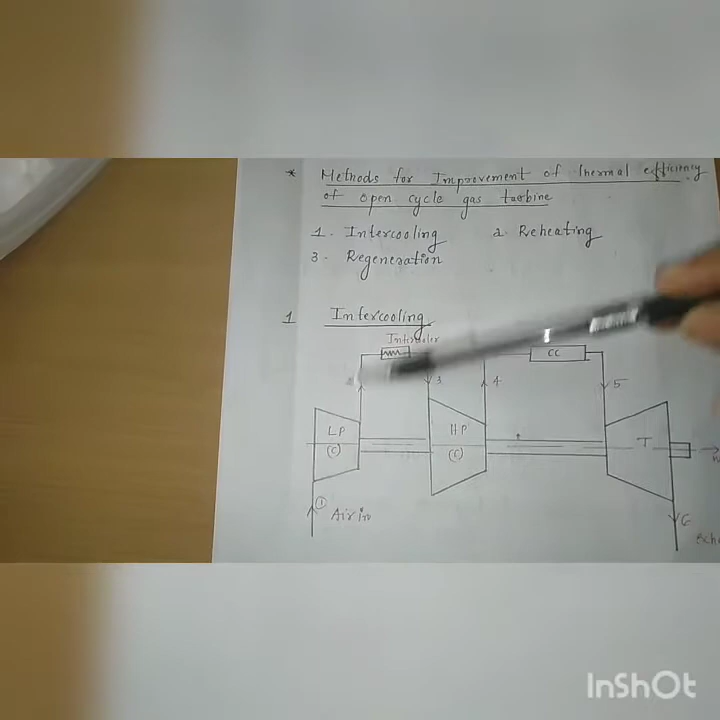 * Methods for Improvement of Thermal efficiency
of open cycle gas turbine
1. Intercooling 2. Reheating
3. Regeneration
1 Intercooling
CC
3 4 5
LP HP T
(C) (C)
1 Air in
6
InShOt